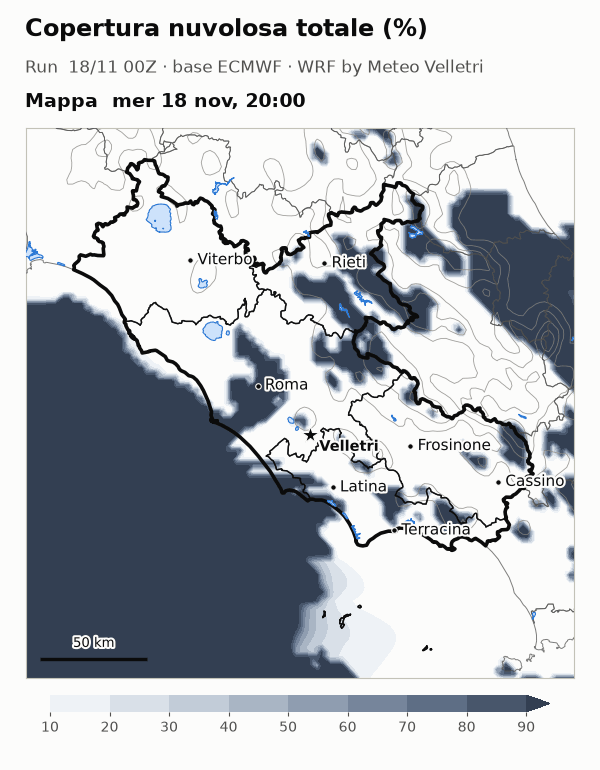 Copertura nuvolosa totale (%)
Run 18/11 00Z · base ECMWF · WRF by Meteo Velletri
Mappa mer 18 nov, 20:00
Viterbo
Rieti
Roma
Velletri
Frosinone
Latina
Cassino
Terracina
50 km
10 20 30 40 50 60 70 80 90